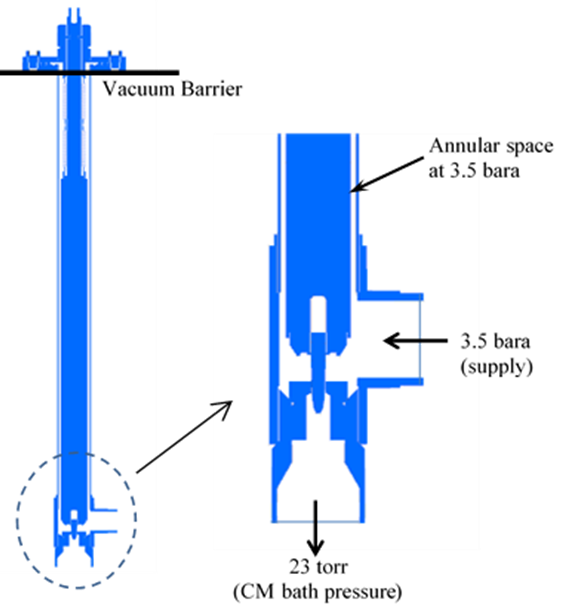 Vacuum Barrier
Annular space
at 3.5 bara
3.5 bara
(supply)
23 torr
(CM bath pressure)